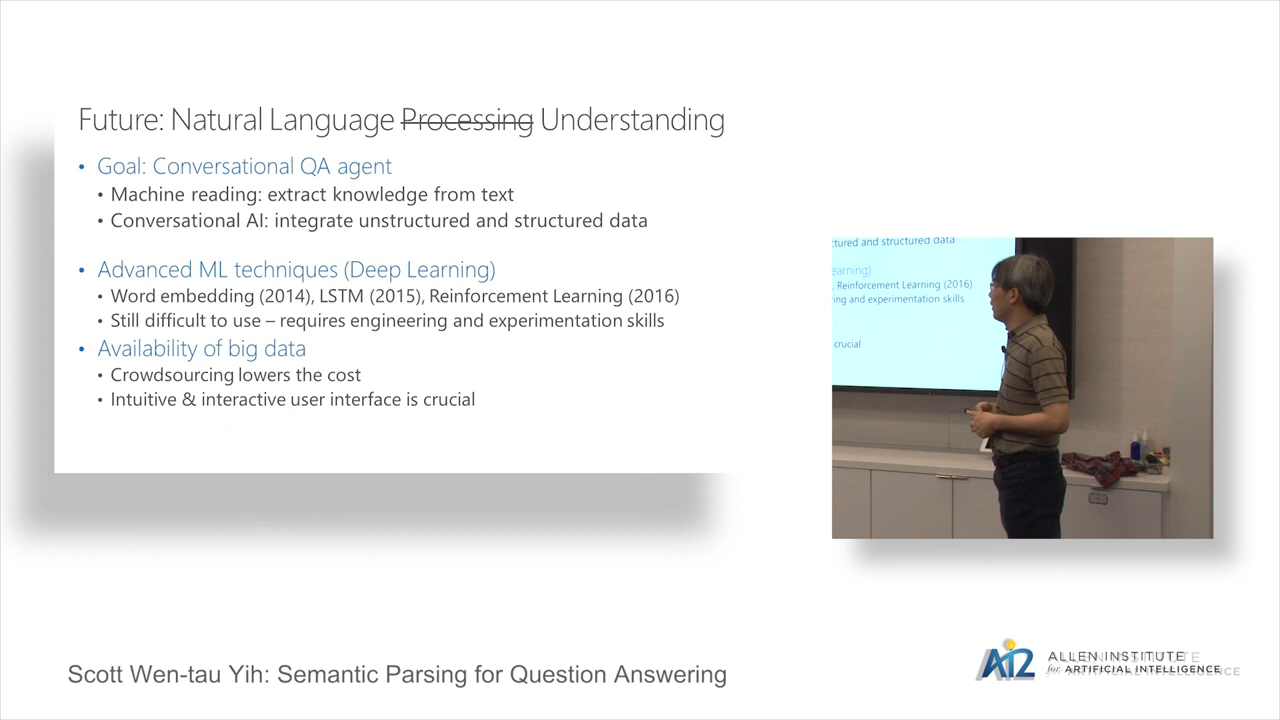 Future: Natural Language Processing Understanding
• Goal: Conversational QA agent
• Machine reading: extract knowledge from text
• Conversational AI: integrate unstructured and structured data
• Advanced ML techniques (Deep Learning)
• Word embedding (2014), LSTM (2015), Reinforcement Learning (2016)
• Still difficult to use – requires engineering and experimentation skills
• Availability of big data
• Crowdsourcing lowers the cost
• Intuitive & interactive user interface is crucial
ctured and structured data
earning)
, Reinforcement Learning (2016)
ring and experimentation skills
crucial
Scott Wen-tau Yih: Semantic Parsing for Question Answering
AI2
ALLEN INSTITUTE
for ARTIFICIAL INTELLIGENCE